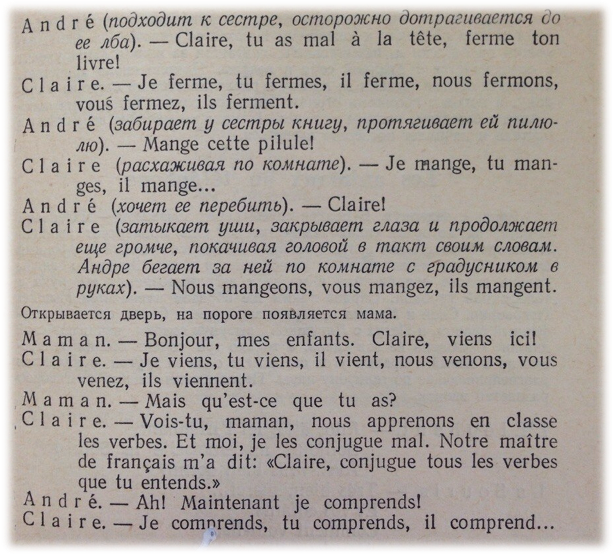 André (подходит к сестре, осторожно дотрагивается до
ее лба). — Claire, tu as mal à la tête, ferme ton
livre!
Claire. — Je ferme, tu fermes, il ferme, nous fermons,
vous fermez, ils ferment.
André (забирает у сестры книгу, протягивает ей пилю-
лю). — Mange cette pilule!
Claire (расхаживая по комнате). — Je mange, tu man-
ges, il mange...
André (хочет ее перебить). — Claire!
Claire (затыкает уши, закрывает глаза и продолжает
еще громче, покачивая головой в такт своим словам.
Андре бегает за ней по комнате с градусником в
руках). — Nous mangeons, vous mangez, ils mangent.
Открывается дверь, на пороге появляется мама.
Maman. — Bonjour, mes enfants. Claire, viens ici!
Claire. — Je viens, tu viens, il vient, nous venons, vous
venez, ils viennent.
Maman. — Mais qu'est-ce que tu as?
Claire. — Vois-tu, maman, nous apprenons en classe
les verbes. Et moi, je les conjugue mal. Notre maître
de français m'a dit: «Claire, conjugue tous les verbes
que tu entends.»
André. — Ah! Maintenant je comprends!
Claire. — Je comprends, tu comprends, il comprend...